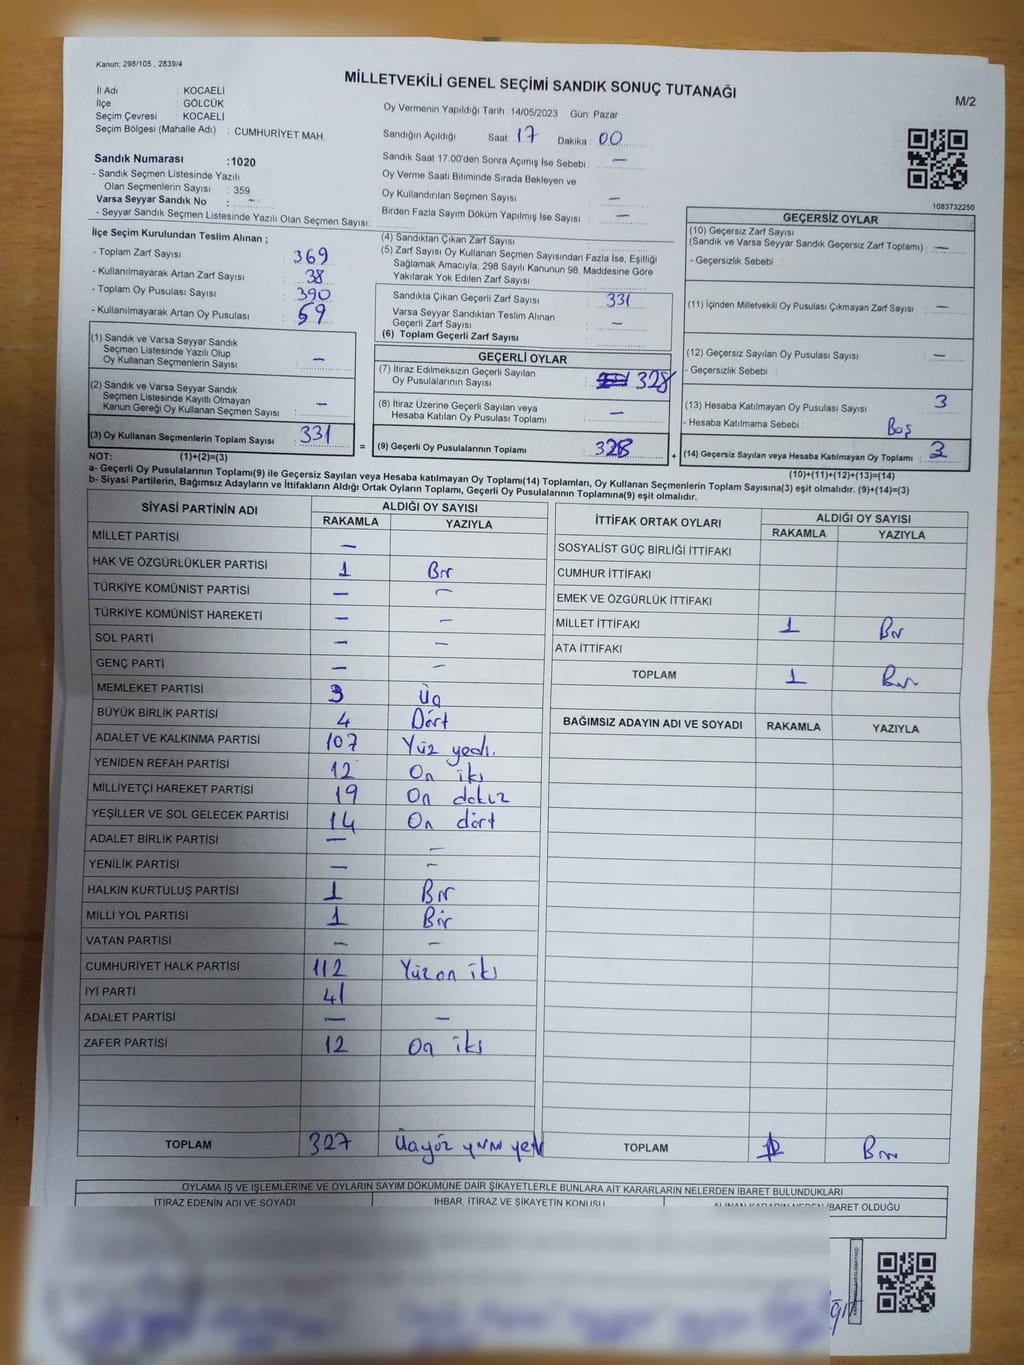 Kanun; 298/105 , 2839/4
MİLLETVEKİLİ GENEL SEÇİMİ SANDIK SONUÇ TUTANAĞI
M/2
İl Adı : KOCAELİ
İlçe : GÖLCÜK
Seçim Çevresi : KOCAELİ
Seçim Bölgesi (Mahalle Adı) : CUMHURİYET MAH.
Sandık Numarası :1020
- Sandık Seçmen Listesinde Yazılı
Olan Seçmenlerin Sayısı : 359
Varsa Seyyar Sandık No : -
- Seyyar Sandık Seçmen Listesinde Yazılı Olan Seçmen Sayısı:
Oy Vermenin Yapıldığı Tarih : 14/05/2023 Gün: Pazar
Sandığın Açıldığı Saat 17 Dakika : 00
Sandık Saat 17:00'den Sonra Açımış İse Sebebi : -
Oy Verme Saati Bitiminde Sırada Bekleyen ve
Oy Kullandırılan Seçmen Sayısı : -
Birden Fazla Sayım Döküm Yapılmış İse Sayısı : -
1083732250
İlçe Seçim Kurulundan Teslim Alınan ;
- Toplam Zarf Sayısı : 369
- Kullanılmayarak Artan Zarf Sayısı : 38
- Toplam Oy Pusulası Sayısı : 390
- Kullanılmayarak Artan Oy Pusulası : 59
(1) Sandık ve Varsa Seyyar Sandık
Seçmen Listesinde Yazılı Olup
Oy Kullanan Seçmenlerin Sayısı : -
(2) Sandık ve Varsa Seyyar Sandık
Seçmen Listesinde Kayıtlı Olmayan
Kanun Gereği Oy Kullanan Seçmen Sayısı : -
(3) Oy Kullanan Seçmenlerin Toplam Sayısı : 331
(4) Sandıktan Çıkan Zarf Sayısı :
(5) Zarf Sayısı Oy Kullanan Seçmen Sayısından Fazla İse, Eşitliği
Sağlamak Amacıyla, 298 Sayılı Kanunun 98. Maddesine Göre
Yakılarak Yok Edilen Zarf Sayısı :
Sandıkta Çıkan Geçerli Zarf Sayısı : 331
Varsa Seyyar Sandıktan Teslim Alınan
Geçerli Zarf Sayısı : -
(6) Toplam Geçerli Zarf Sayısı :
GEÇERLİ OYLAR
(7) İtiraz Edilmeksizin Geçerli Sayılan
Oy Pusulalarının Sayısı : 328
(8) İtiraz Üzerine Geçerli Sayılan veya
Hesaba Katılan Oy Pusulaları Toplamı : -
= (9) Geçerli Oy Pusulalarının Toplamı : 328
GEÇERSİZ OYLAR
(10) Geçersiz Zarf Sayısı
(Sandık ve Varsa Seyyar Sandık Geçersiz Zarf Toplamı) : -
- Geçersizlik Sebebi :
(11) İçinden Milletvekili Oy Pusulası Çıkmayan Zarf Sayısı : -
(12) Geçersiz Sayılan Oy Pusulası Sayısı : -
- Geçersizlik Sebebi :
(13) Hesaba Katılmayan Oy Pusulası Sayısı : 3
- Hesaba Katılmama Sebebi : Boş
+ (14) Geçersiz Sayılan veya Hesaba Katılmayan Oy Toplamı : 3
NOT: (1)+(2)=(3)
(10)+(11)+(12)+(13)=(14)
a- Geçerli Oy Pusulalarının Toplamı(9) ile Geçersiz Sayılan veya Hesaba katılmayan Oy Toplamı(14) Toplamları, Oy Kullanan Seçmenlerin Toplam Sayısına(3) eşit olmalıdır. (9)+(14)=(3)
b- Siyasi Partilerin, Bağımsız Adayların ve İttifakların Aldığı Ortak Oyların Toplamı, Geçerli Oy Pusulalarının Toplamına(9) eşit olmalıdır.
SİYASİ PARTİNİN ADI ALDIĞI OY SAYISI
RAKAMLA YAZIYLA
MİLLET PARTİSİ -
HAK VE ÖZGÜRLÜKLER PARTİSİ 1 Bir
TÜRKİYE KOMÜNİST PARTİSİ - -
TÜRKİYE KOMÜNİST HAREKETİ - -
SOL PARTİ - -
GENÇ PARTİ - -
MEMLEKET PARTİSİ 3 Üç
BÜYÜK BİRLİK PARTİSİ 4 Dört
ADALET VE KALKINMA PARTİSİ 107 Yüz yedi.
YENİDEN REFAH PARTİSİ 12 On iki
MİLLİYETÇİ HAREKET PARTİSİ 19 On dokuz
YEŞİLLER VE SOL GELECEK PARTİSİ 14 On dört
ADALET BİRLİK PARTİSİ - -
YENİLİK PARTİSİ - -
HALKIN KURTULUŞ PARTİSİ 1 Bir
MİLLİ YOL PARTİSİ 1 Bir
VATAN PARTİSİ - -
CUMHURİYET HALK PARTİSİ 112 Yüz on iki
İYİ PARTİ 41
ADALET PARTİSİ - -
ZAFER PARTİSİ 12 On iki
TOPLAM 327 Üçyüz yirmi yedi
İTTİFAK ORTAK OYLARI ALDIĞI OY SAYISI
RAKAMLA YAZIYLA
SOSYALİST GÜÇ BİRLİĞİ İTTİFAKI
CUMHUR İTTİFAKI
EMEK VE ÖZGÜRLÜK İTTİFAKI
MİLLET İTTİFAKI 1 Bir
ATA İTTİFAKI
TOPLAM 1 Bir
BAĞIMSIZ ADAYIN ADI VE SOYADI RAKAMLA YAZIYLA
TOPLAM 1 Bir
OYLAMA İŞ VE İŞLEMLERİNE VE OYLARIN SAYIM DÖKÜMÜNE DAİR ŞİKAYETLERLE BUNLARA AİT KARARLARIN NELERDEN İBARET BULUNDUKLARI
İTİRAZ EDENİN ADI VE SOYADI İHBAR, İTİRAZ VE ŞİKAYETİN KONUSU ALINAN KARARIN NEDEN İBARET OLDUĞU